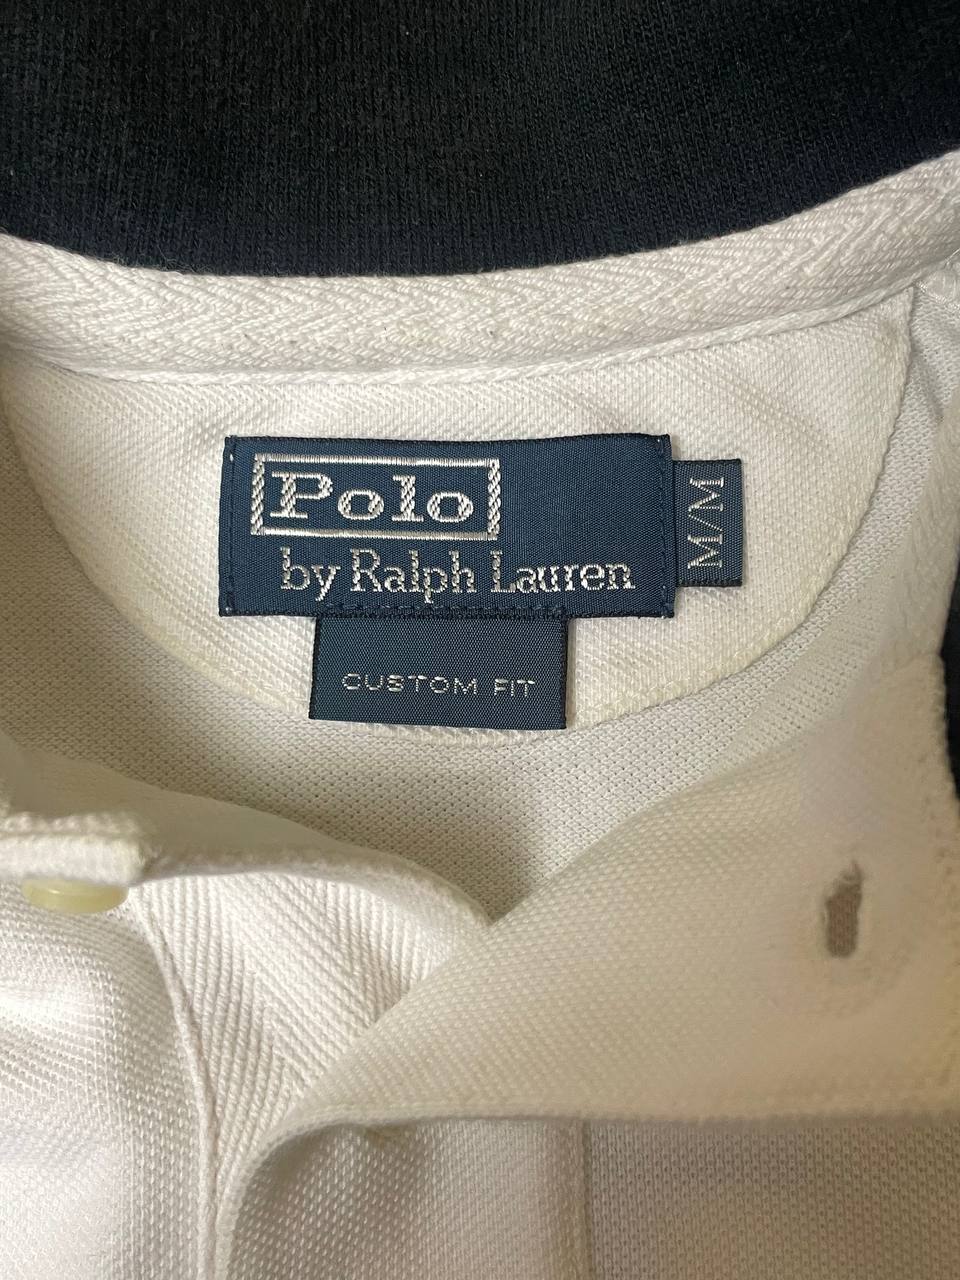 Polo
by Ralph Lauren
M/M
CUSTOM FIT